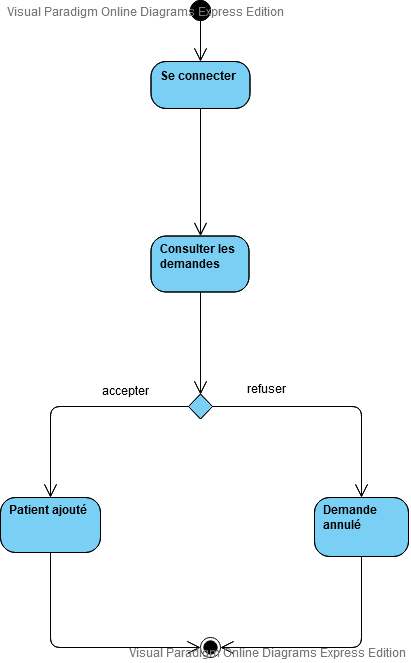 Visual Paradigm Online Diagrams Express Edition
Se connecter
Consulter les
demandes
accepter
refuser
Patient ajouté
Demande
annulé
Visual Paradigm Online Diagrams Express Edition